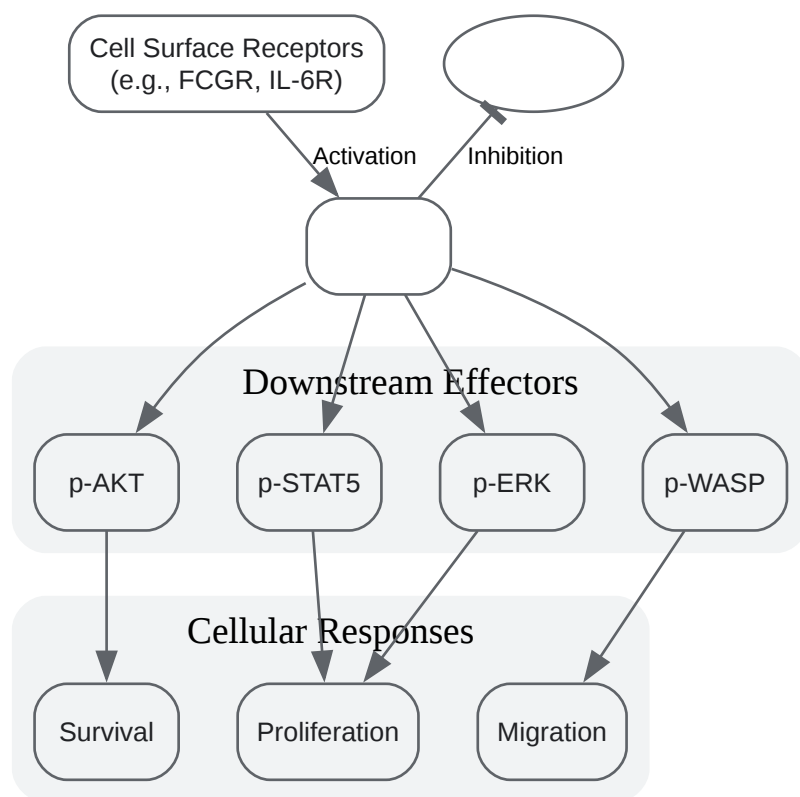 Cell Surface Receptors
(e.g., FCGR, IL-6R)
Activation
Inhibition
Downstream Effectors
p-AKT
p-STAT5
p-ERK
p-WASP
Cellular Responses
Survival
Proliferation
Migration